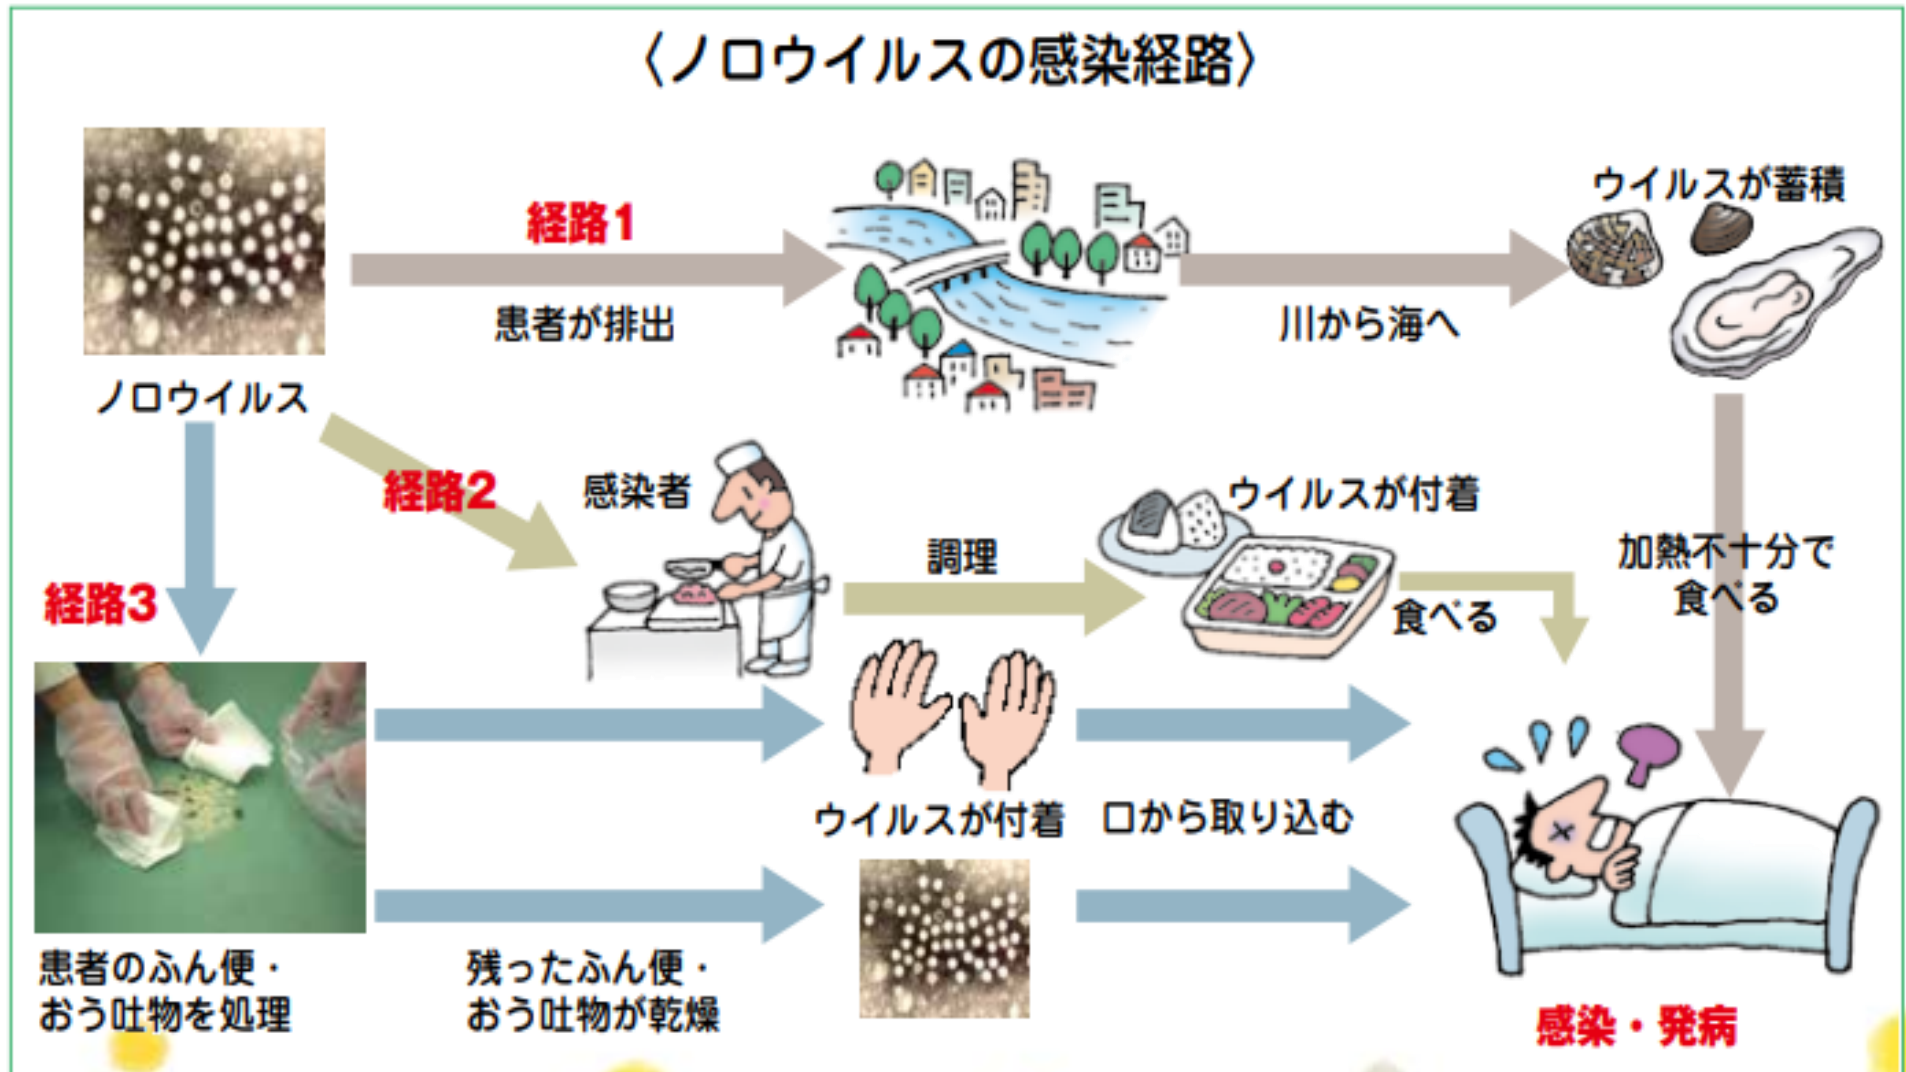 〈ノロウイルスの感染経路〉
経路1
患者が排出
川から海へ
ウイルスが蓄積
加熱不十分で
食べる
ノロウイルス
経路2
感染者
調理
ウイルスが付着
食べる
経路3
患者のふん便・
おう吐物を処理
ウイルスが付着
口から取り込む
残ったふん便・
おう吐物が乾燥
感染・発病